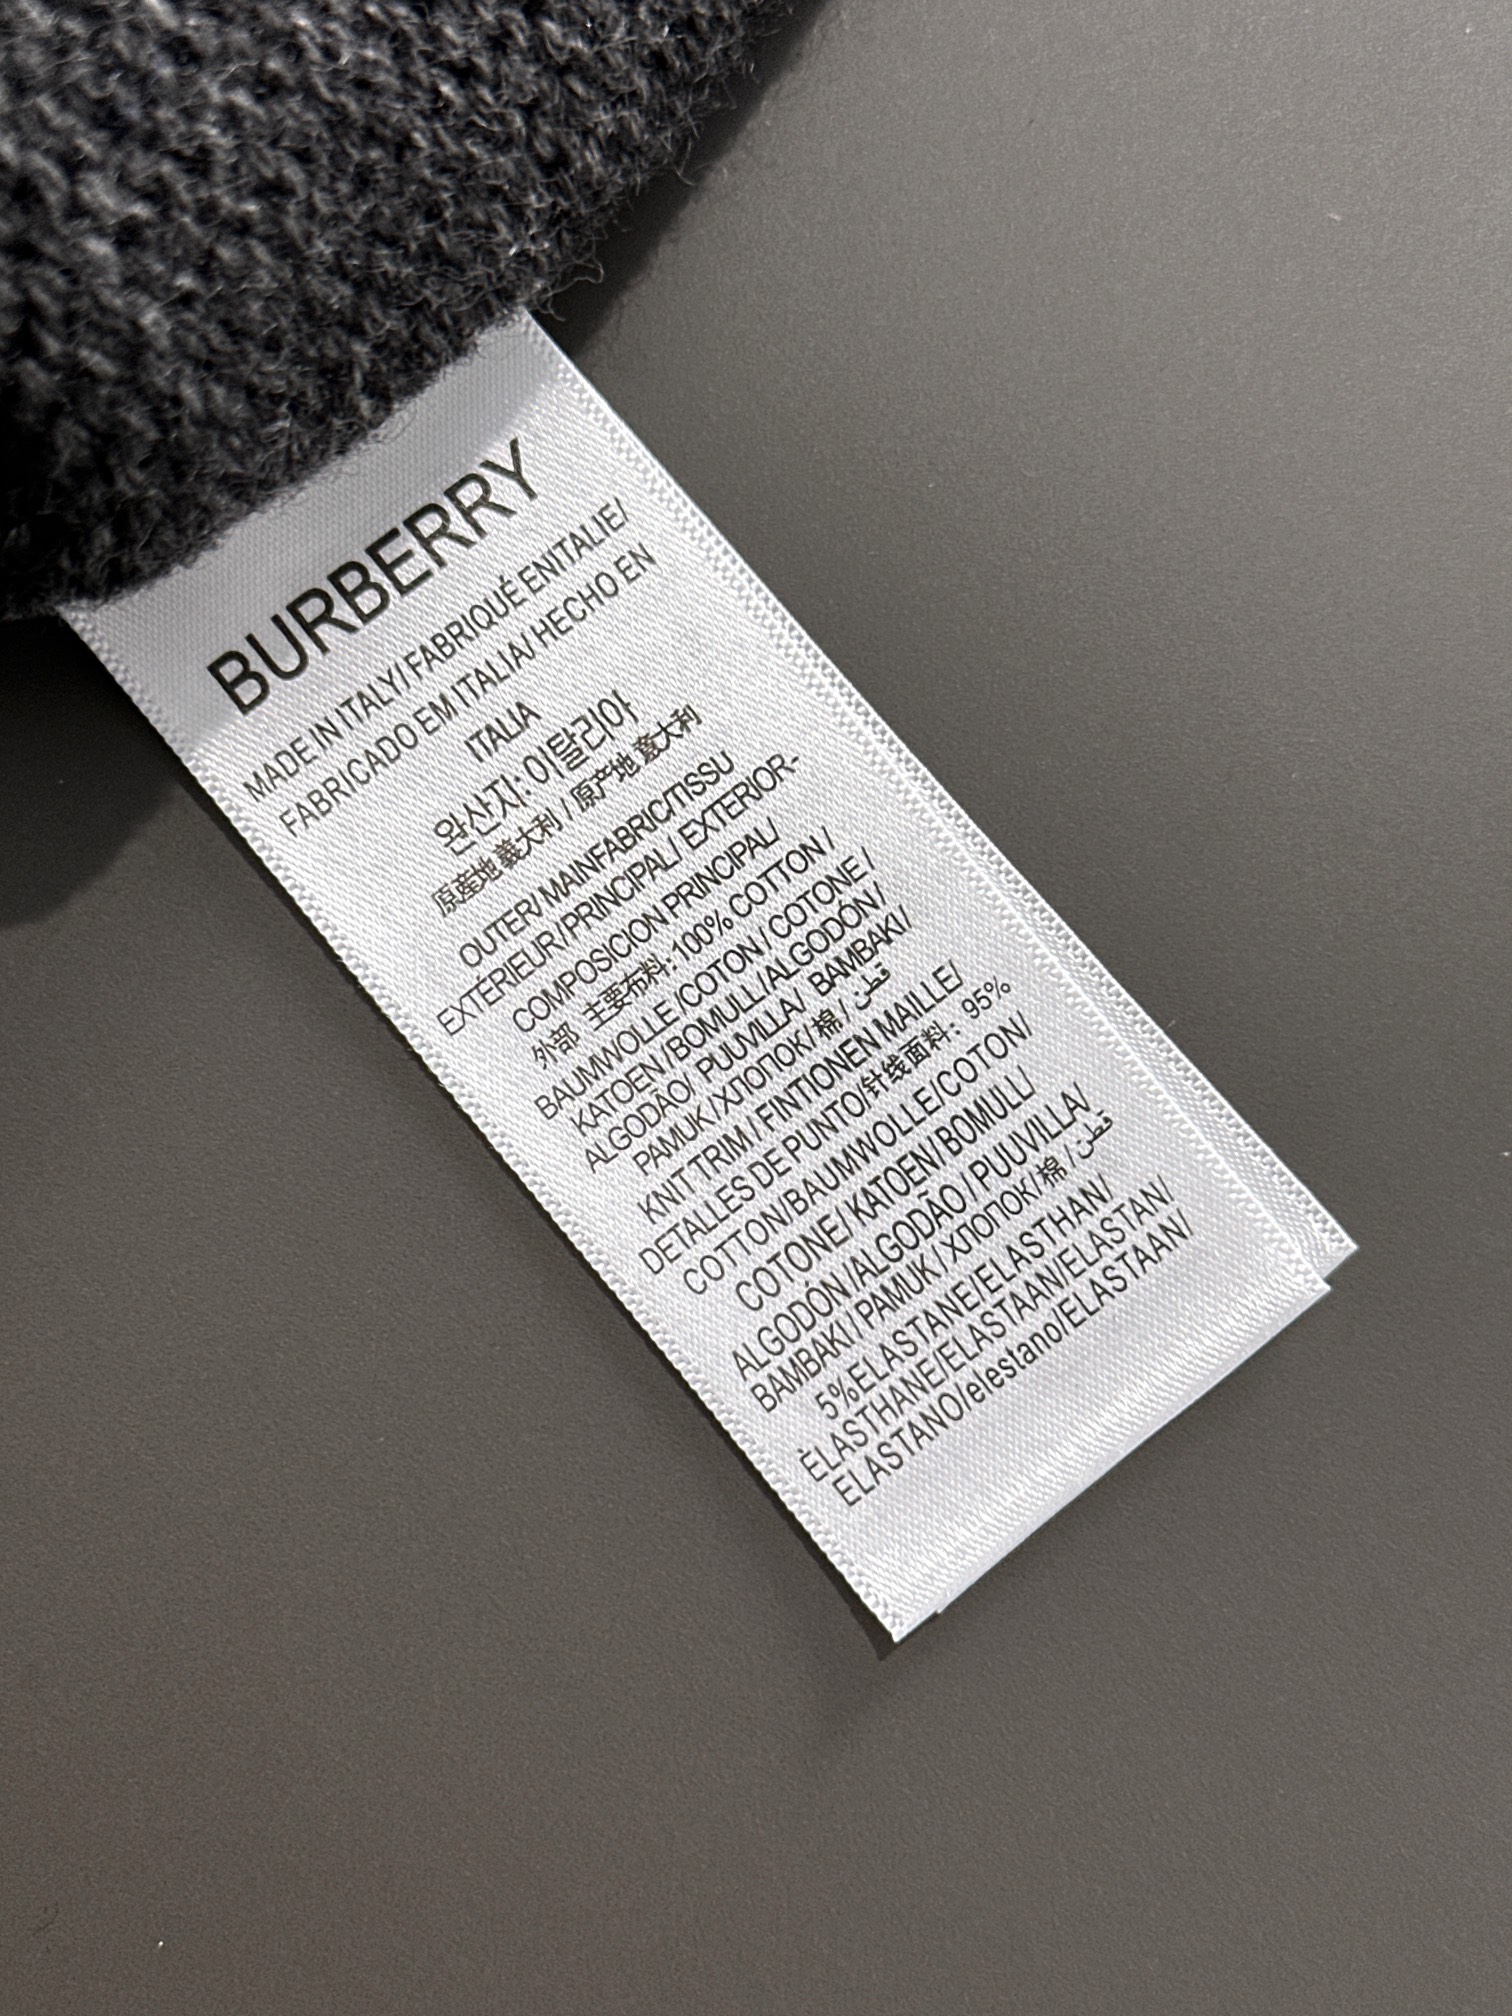 BURBERRY
MADE IN ITALY/ FABRIQUÉ ENITALIE/
FABRICADO EM ITALIA/ HECHO EN
ITALIA
완산지: 이탈리아
原産地 義大利 / 原产地 意大利
OUTER/ MAINFABRIC/TISSU
EXTÉRIEUR/PRINCIPAL/ EXTERIOR-
COMPOSICION PRINCIPAL/
外部 主要布料:100% COTTON /
BAUMWOLLE /COTON / COTONE /
KATOEN/BOMULL/ALGODÓN/
ALGODÃO/ PUUVILLA/ BAMBAKI/
PAMUK/ХЛОПОК/棉/ قطن
KNIT TRIM / FINTIONEN MAILLE/
DETALLES DE PUNTO/针线面料: 95%
COTTON/BAUMWOLLE/COTON/
COTONE/ KATOEN/BOMULL/
ALGODÓN/ALGODÃO / PUUVILLA/
BAMBAKI/ PAMUK/ХЛОПОК/棉/ قطن
5%ELASTANE/ELASTHAN/
ÈLASTHANE/ELASTAAN/ELASTAN/
ELASTANO/elestano/ELASTAAN/